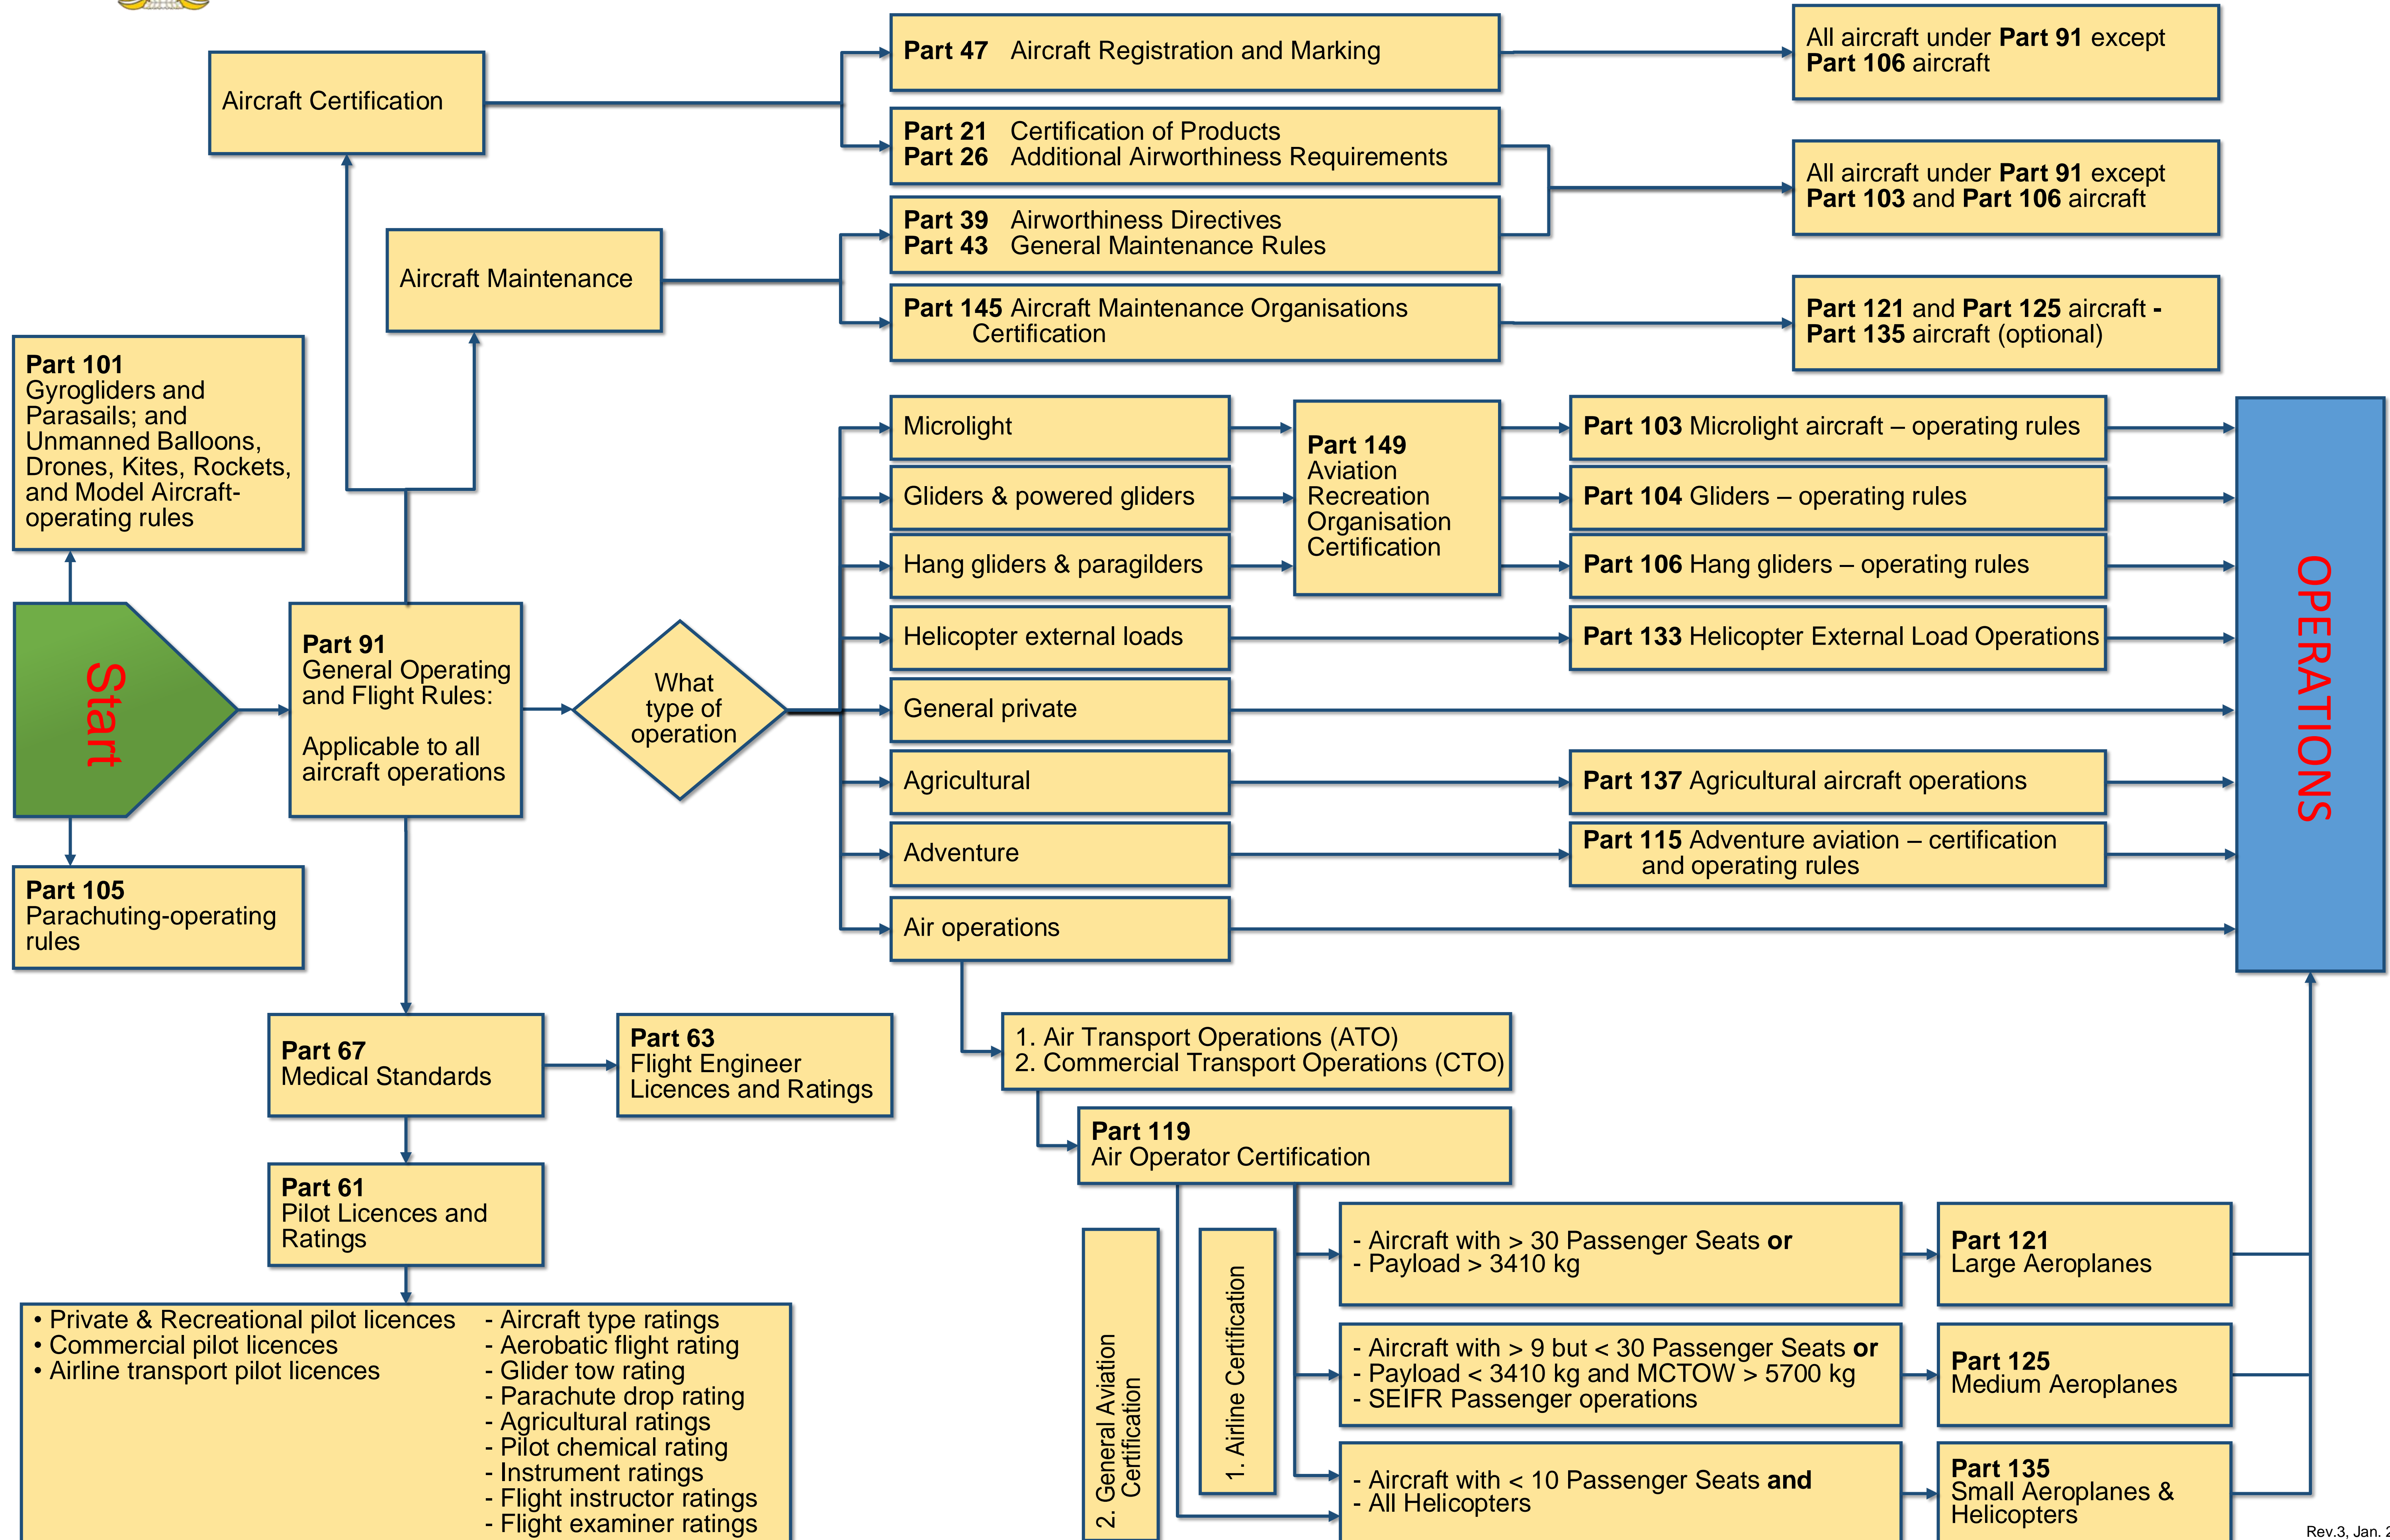 Part 47 Aircraft Registration and Marking
All aircraft under Part 91 except
Part 106 aircraft
Aircraft Certification
Part 21 Certification of Products
Part 26 Additional Airworthiness Requirements
All aircraft under Part 91 except
Part 103 and Part 106 aircraft
Part 39 Airworthiness Directives
Part 43 General Maintenance Rules
Aircraft Maintenance
Part 145 Aircraft Maintenance Organisations
Certification
Part 121 and Part 125 aircraft -
Part 135 aircraft (optional)
Part 101
Gyrogliders and
Parasails; and
Unmanned Balloons,
Drones, Kites, Rockets,
and Model Aircraft-
operating rules
Start
Part 105
Parachuting-operating
rules
Part 91
General Operating
and Flight Rules:
Applicable to all
aircraft operations
What
type of
operation
Microlight
Gliders & powered gliders
Hang gliders & paragilders
Helicopter external loads
General private
Agricultural
Adventure
Air operations
Part 149
Aviation
Recreation
Organisation
Certification
Part 103 Microlight aircraft – operating rules
Part 104 Gliders – operating rules
Part 106 Hang gliders – operating rules
Part 133 Helicopter External Load Operations
Part 137 Agricultural aircraft operations
Part 115 Adventure aviation – certification
and operating rules
OPERATIONS
Part 67
Medical Standards
Part 63
Flight Engineer
Licences and Ratings
Part 61
Pilot Licences and
Ratings
• Private & Recreational pilot licences
• Commercial pilot licences
• Airline transport pilot licences
- Aircraft type ratings
- Aerobatic flight rating
- Glider tow rating
- Parachute drop rating
- Agricultural ratings
- Pilot chemical rating
- Instrument ratings
- Flight instructor ratings
- Flight examiner ratings
1. Air Transport Operations (ATO)
2. Commercial Transport Operations (CTO)
Part 119
Air Operator Certification
2. General Aviation
Certification
1. Airline Certification
- Aircraft with > 30 Passenger Seats or
- Payload > 3410 kg
Part 121
Large Aeroplanes
- Aircraft with > 9 but < 30 Passenger Seats or
- Payload < 3410 kg and MCTOW > 5700 kg
- SEIFR Passenger operations
Part 125
Medium Aeroplanes
- Aircraft with < 10 Passenger Seats and
- All Helicopters
Part 135
Small Aeroplanes &
Helicopters
Rev.3, Jan.